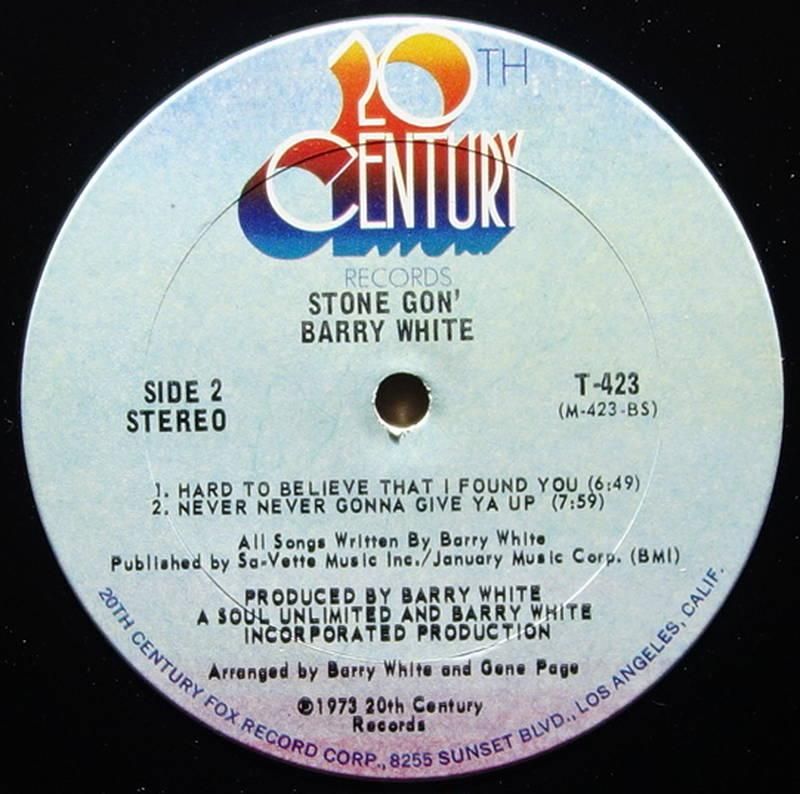 20TH
CENTURY
RECORDS
STONE GON'
BARRY WHITE
SIDE 2
STEREO
T-423
(M-423-BS)
1. HARD TO BELIEVE THAT I FOUND YOU (6:49)
2. NEVER NEVER GONNA GIVE YA UP (7:59)
All Songs Written By Barry White
Published by Sa-Vette Music Inc./January Music Corp. (BMI)
PRODUCED BY BARRY WHITE
A SOUL UNLIMITED AND BARRY WHITE
INCORPORATED PRODUCTION
Arranged by Barry White and Gene Page
℗1973 20th Century
Records
20TH CENTURY FOX RECORD CORP., 8255 SUNSET BLVD., LOS ANGELES, CALIF.